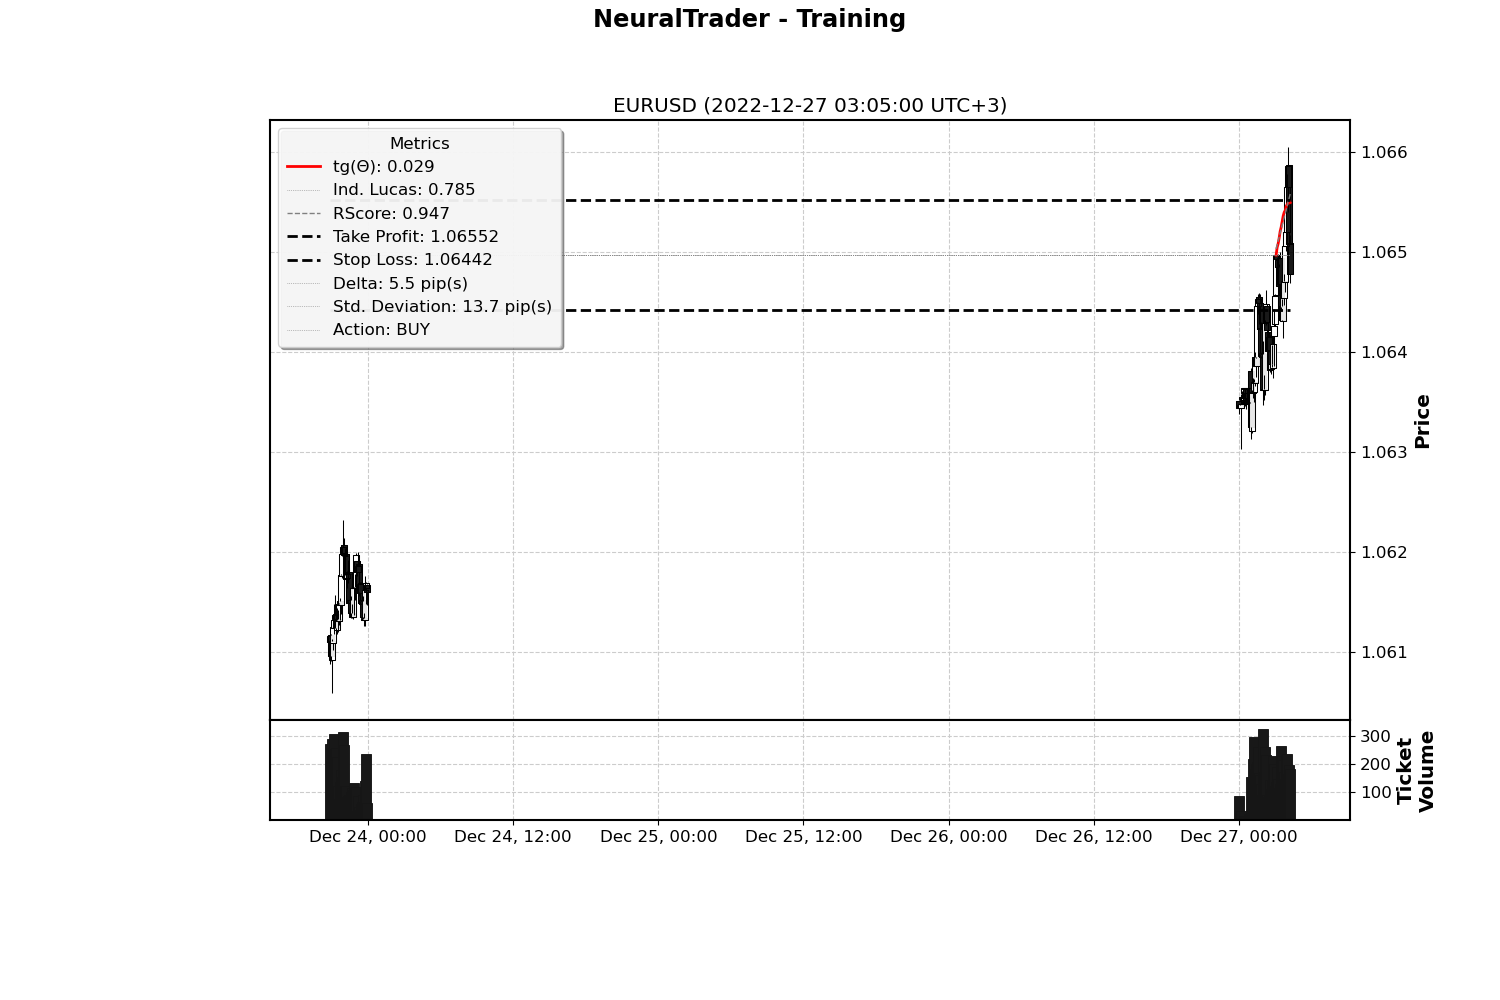 NeuralTrader - Training
EURUSD (2022-12-27 03:05:00 UTC+3)
Metrics
tg(Θ): 0.029
Ind. Lucas: 0.785
RScore: 0.947
Take Profit: 1.06552
Stop Loss: 1.06442
Delta: 5.5 pip(s)
Std. Deviation: 13.7 pip(s)
Action: BUY
1.066
1.065
1.064
1.063
1.062
1.061
Price
300
200
100
Ticket
Volume
Dec 24, 00:00
Dec 24, 12:00
Dec 25, 00:00
Dec 25, 12:00
Dec 26, 00:00
Dec 26, 12:00
Dec 27, 00:00